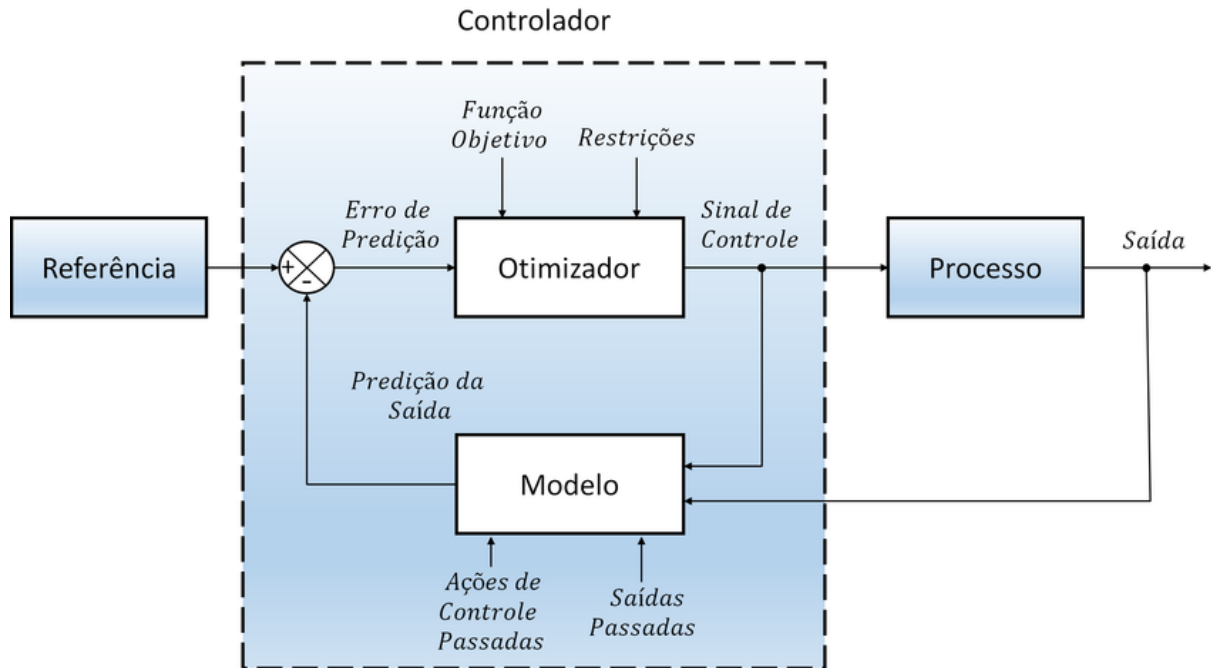 Controlador
Função
Objetivo
Restrições
Erro de
Predição
Sinal de
Controle
Saída
Referência
+
-
Otimizador
Processo
Predição da
Saída
Modelo
Ações de
Controle
Passadas
Saídas
Passadas